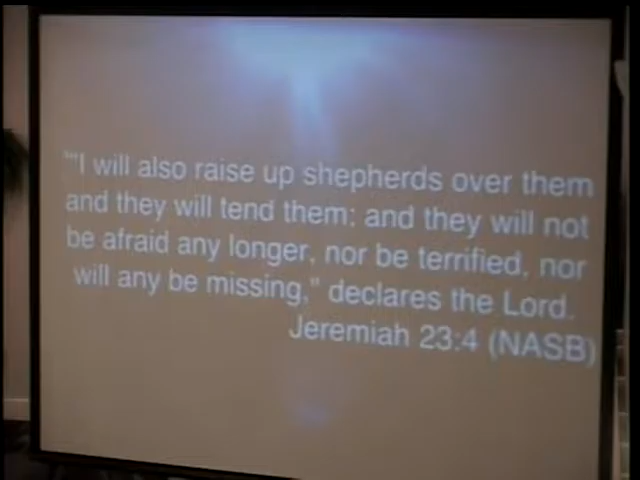 "'I will also raise up shepherds over them
and they will tend them; and they will not
be afraid any longer, nor be terrified, nor
will any be missing," declares the Lord.
Jeremiah 23:4 (NASB)